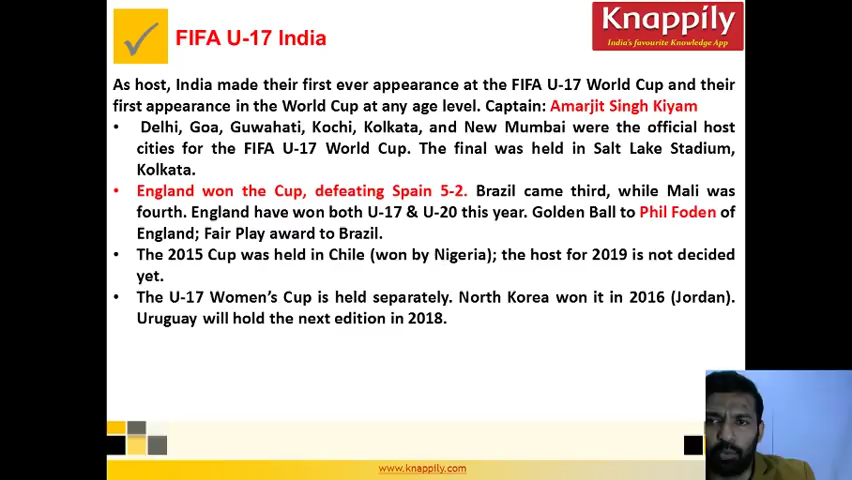 FIFA U-17 India
Knappily
India's favourite Knowledge App
As host, India made their first ever appearance at the FIFA U-17 World Cup and their
first appearance in the World Cup at any age level. Captain: Amarjit Singh Kiyam
• Delhi, Goa, Guwahati, Kochi, Kolkata, and New Mumbai were the official host
cities for the FIFA U-17 World Cup. The final was held in Salt Lake Stadium,
Kolkata.
• England won the Cup, defeating Spain 5-2. Brazil came third, while Mali was
fourth. England have won both U-17 & U-20 this year. Golden Ball to Phil Foden of
England; Fair Play award to Brazil.
• The 2015 Cup was held in Chile (won by Nigeria); the host for 2019 is not decided
yet.
• The U-17 Women's Cup is held separately. North Korea won it in 2016 (Jordan).
Uruguay will hold the next edition in 2018.
www.knappily.com